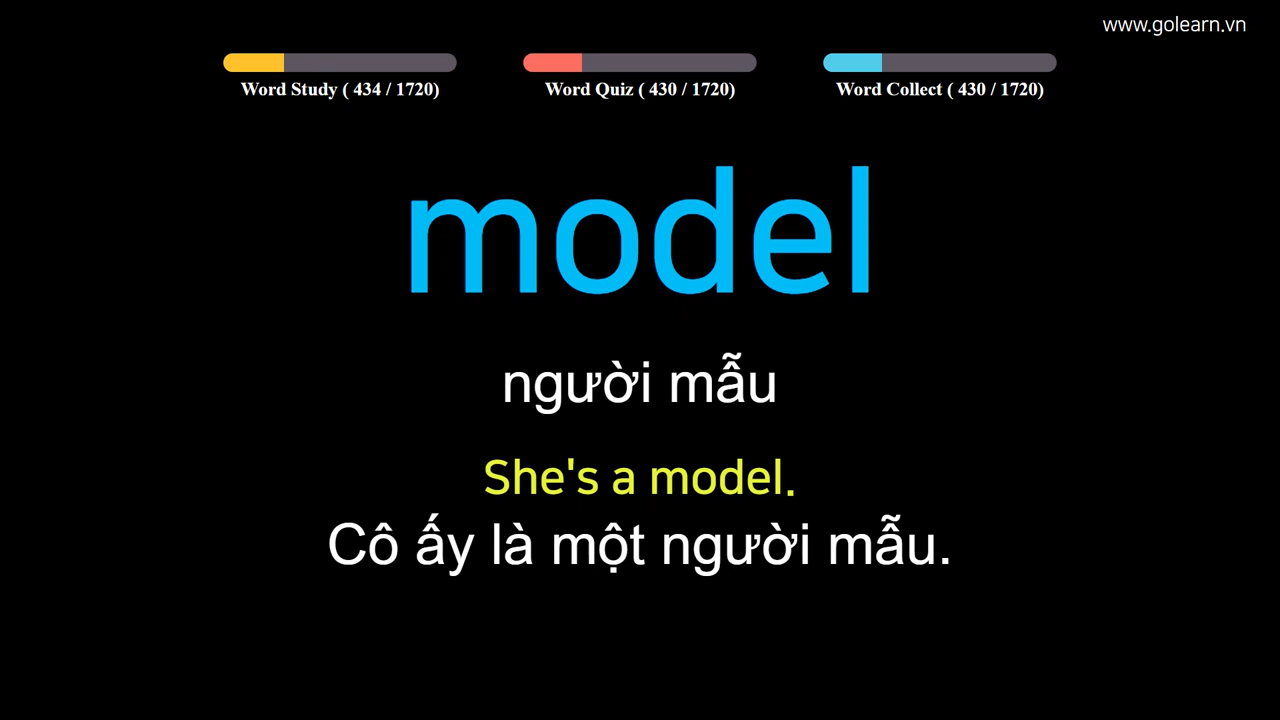 www.golearn.vn
Word Study ( 434 / 1720)
Word Quiz ( 430 / 1720)
Word Collect ( 430 / 1720)
model
người mẫu
She's a model.
Cô ấy là một người mẫu.